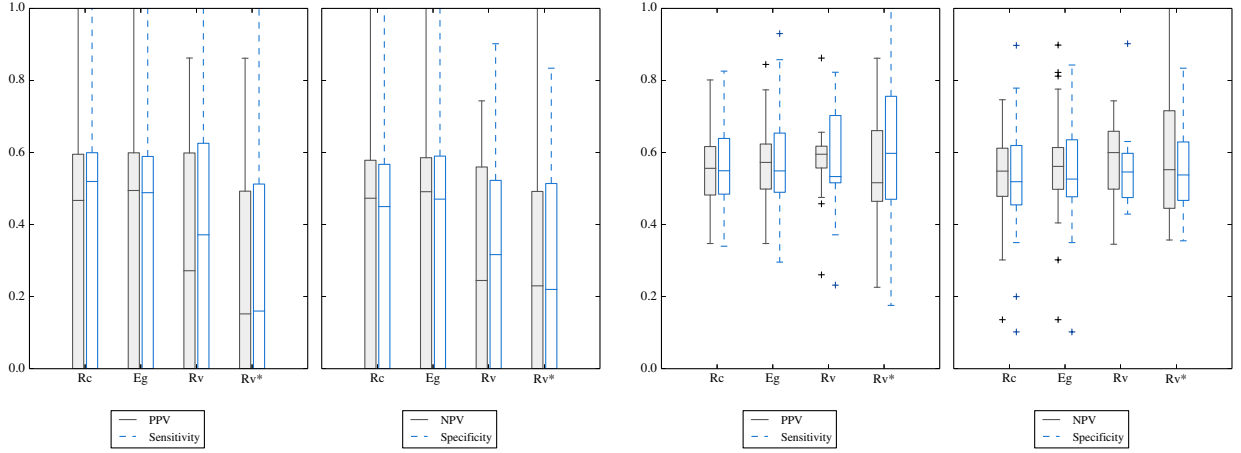 1.0
0.8
0.6
0.4
0.2
0.0
Rc Eg Rv Rv*
PPV
Sensitivity
Rc Eg Rv Rv*
NPV
Specificity
1.0
0.8
0.6
0.4
0.2
0.0
Rc Eg Rv Rv*
PPV
Sensitivity
Rc Eg Rv Rv*
NPV
Specificity